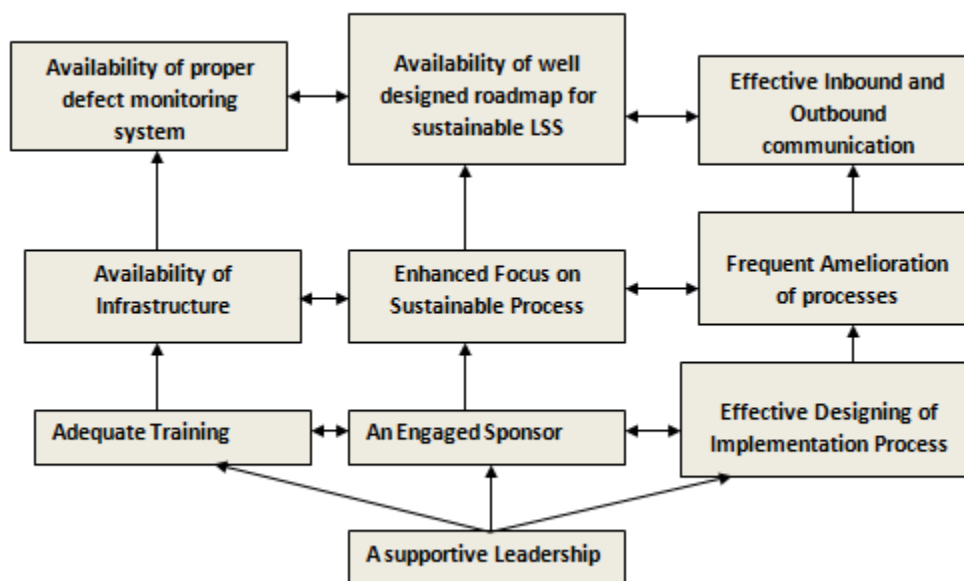 Availability of proper
defect monitoring
system
Availability of well
designed roadmap for
sustainable LSS
Effective Inbound and
Outbound
communication
Availability of
Infrastructure
Enhanced Focus on
Sustainable Process
Frequent Amelioration
of processes
Adequate Training
An Engaged Sponsor
Effective Designing of
Implementation Process
A supportive Leadership